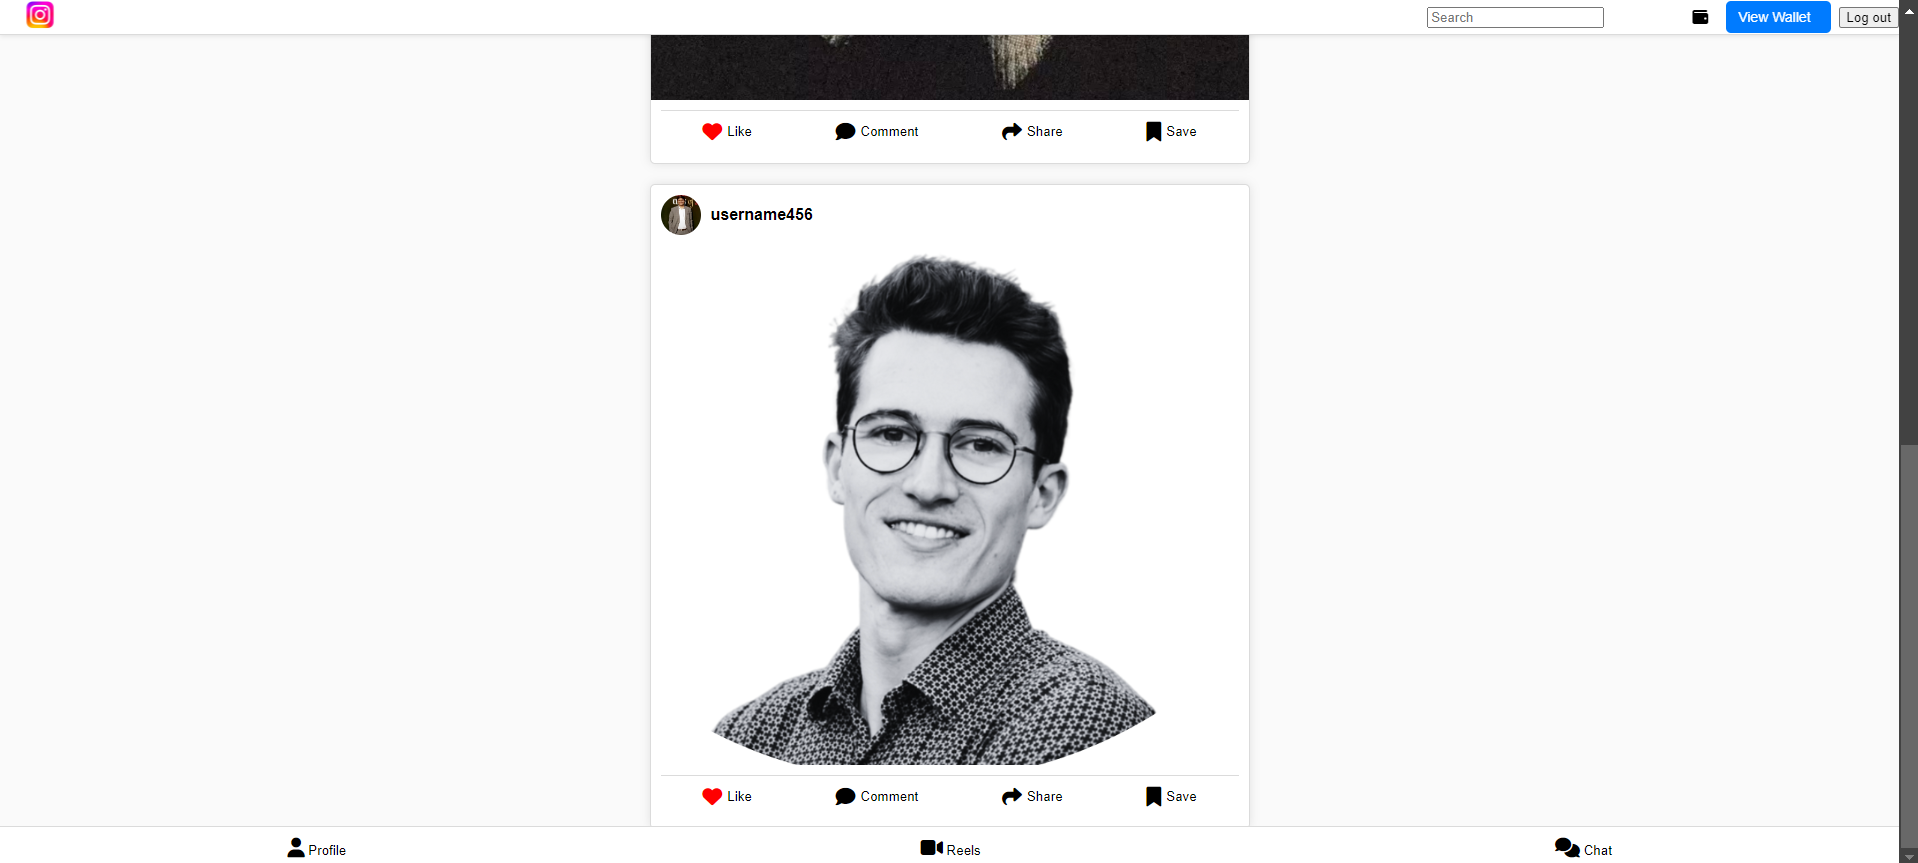 Search
View Wallet
Log out
Like
Comment
Share
Save
username456
Like
Comment
Share
Save
Profile
Reels
Chat